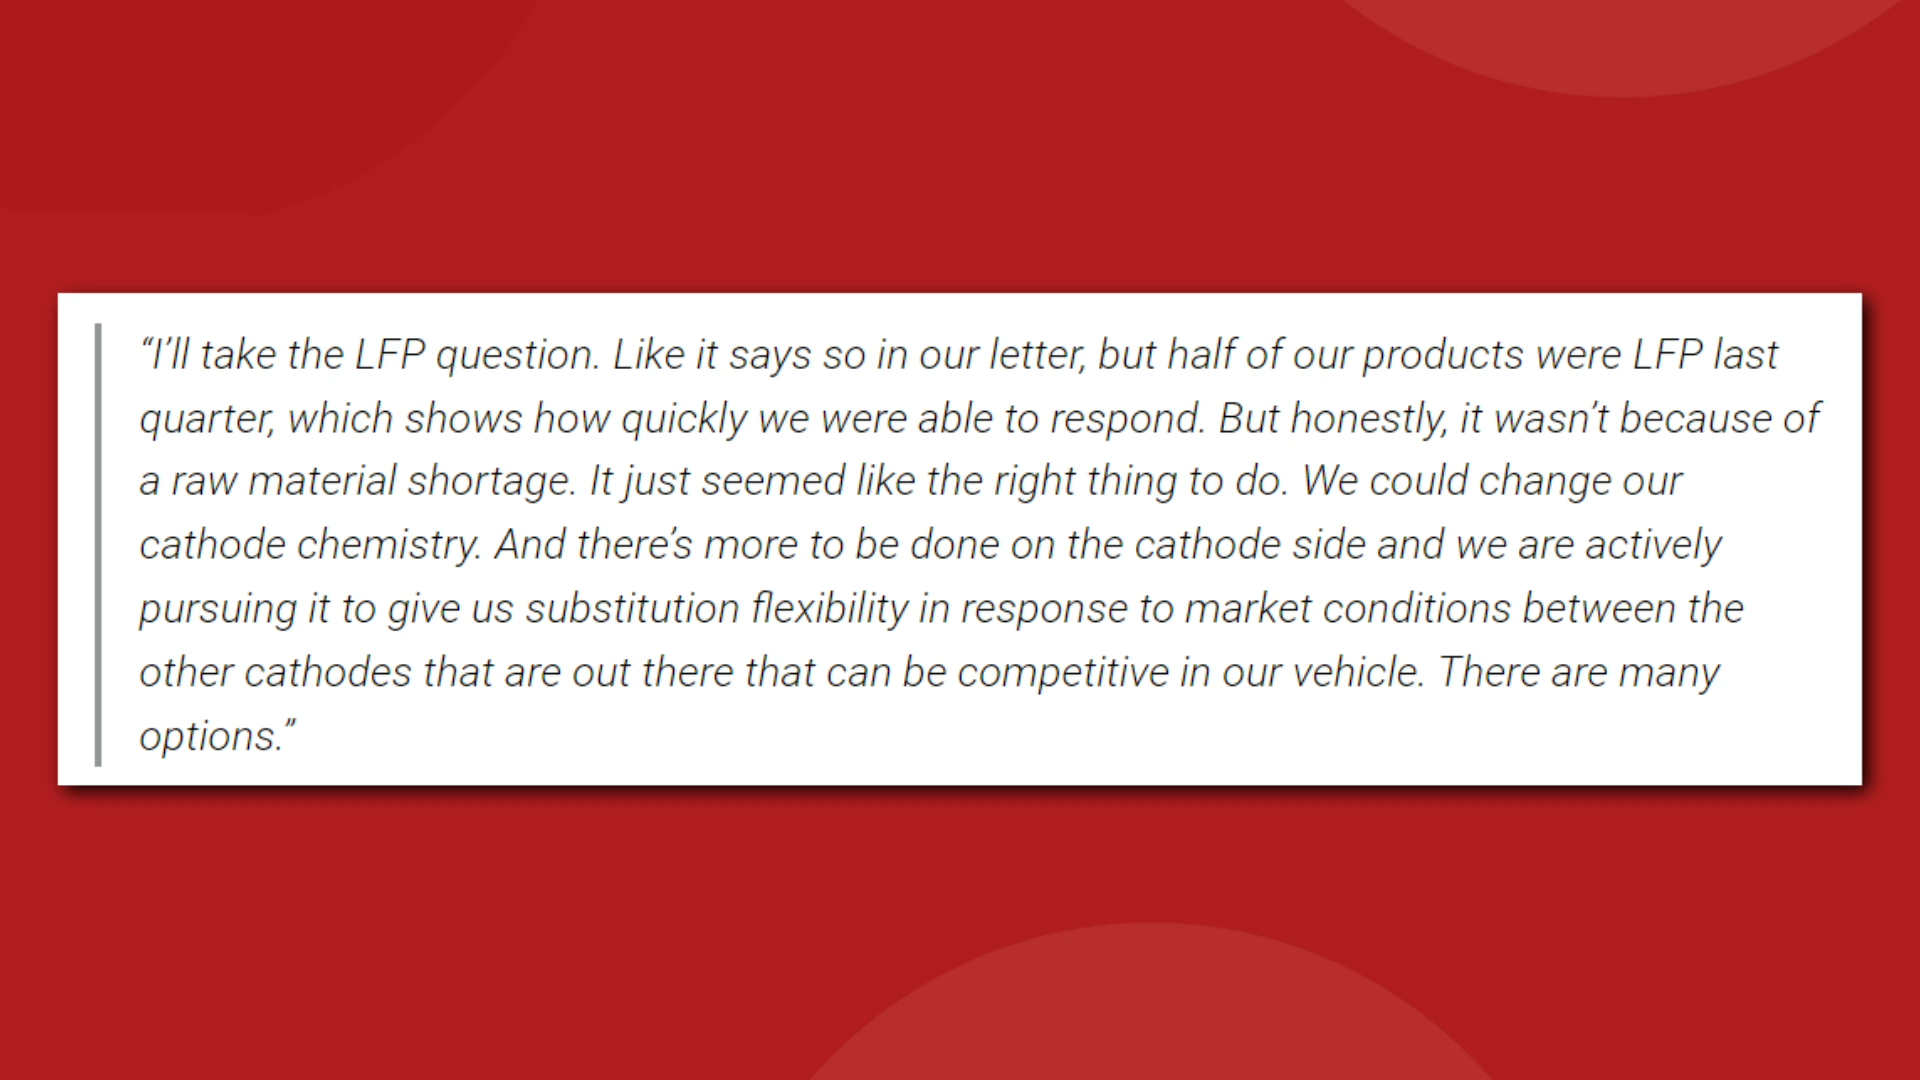 “I’ll take the LFP question. Like it says so in our letter, but half of our products were LFP last
quarter, which shows how quickly we were able to respond. But honestly, it wasn’t because of
a raw material shortage. It just seemed like the right thing to do. We could change our
cathode chemistry. And there’s more to be done on the cathode side and we are actively
pursuing it to give us substitution flexibility in response to market conditions between the
other cathodes that are out there that can be competitive in our vehicle. There are many
options.”